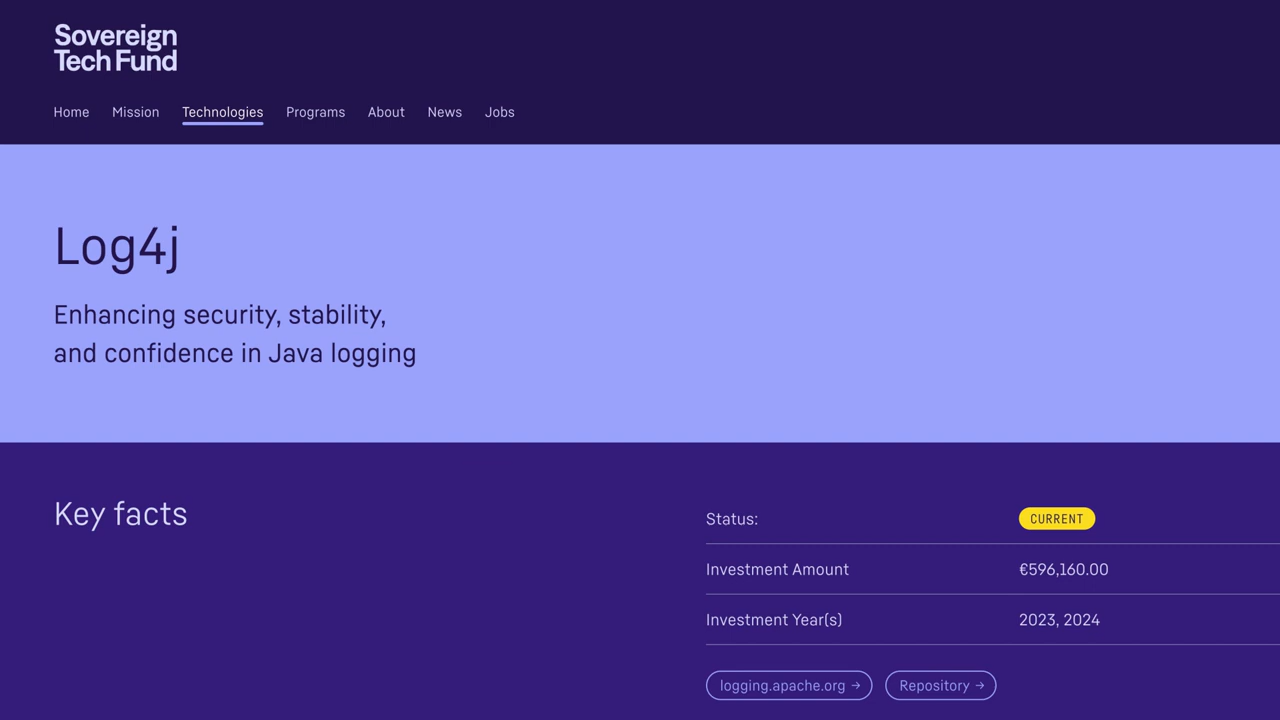 Sovereign
Tech Fund
Home Mission Technologies Programs About News Jobs
Log4j
Enhancing security, stability,
and confidence in Java logging
Key facts
Status: CURRENT
Investment Amount €596,160.00
Investment Year(s) 2023, 2024
logging.apache.org → Repository →